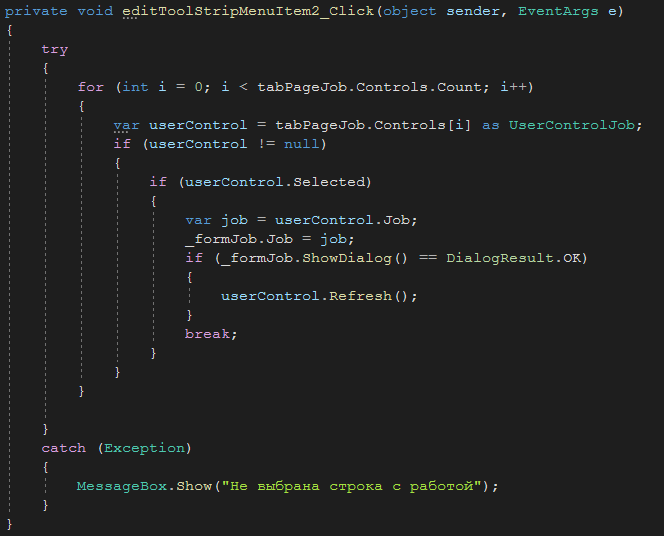 private void editToolStripMenuItem2_Click(object sender, EventArgs e)
{
    try
    {
        for (int i = 0; i < tabPageJob.Controls.Count; i++)
        {
            var userControl = tabPageJob.Controls[i] as UserControlJob;
            if (userControl != null)
            {
                if (userControl.Selected)
                {
                    var job = userControl.Job;
                    _formJob.Job = job;
                    if (_formJob.ShowDialog() == DialogResult.OK)
                    {
                        userControl.Refresh();
                    }
                    break;
                }
            }
        }

    }
    catch (Exception)
    {
        MessageBox.Show("Не выбрана строка с работой");
    }
}